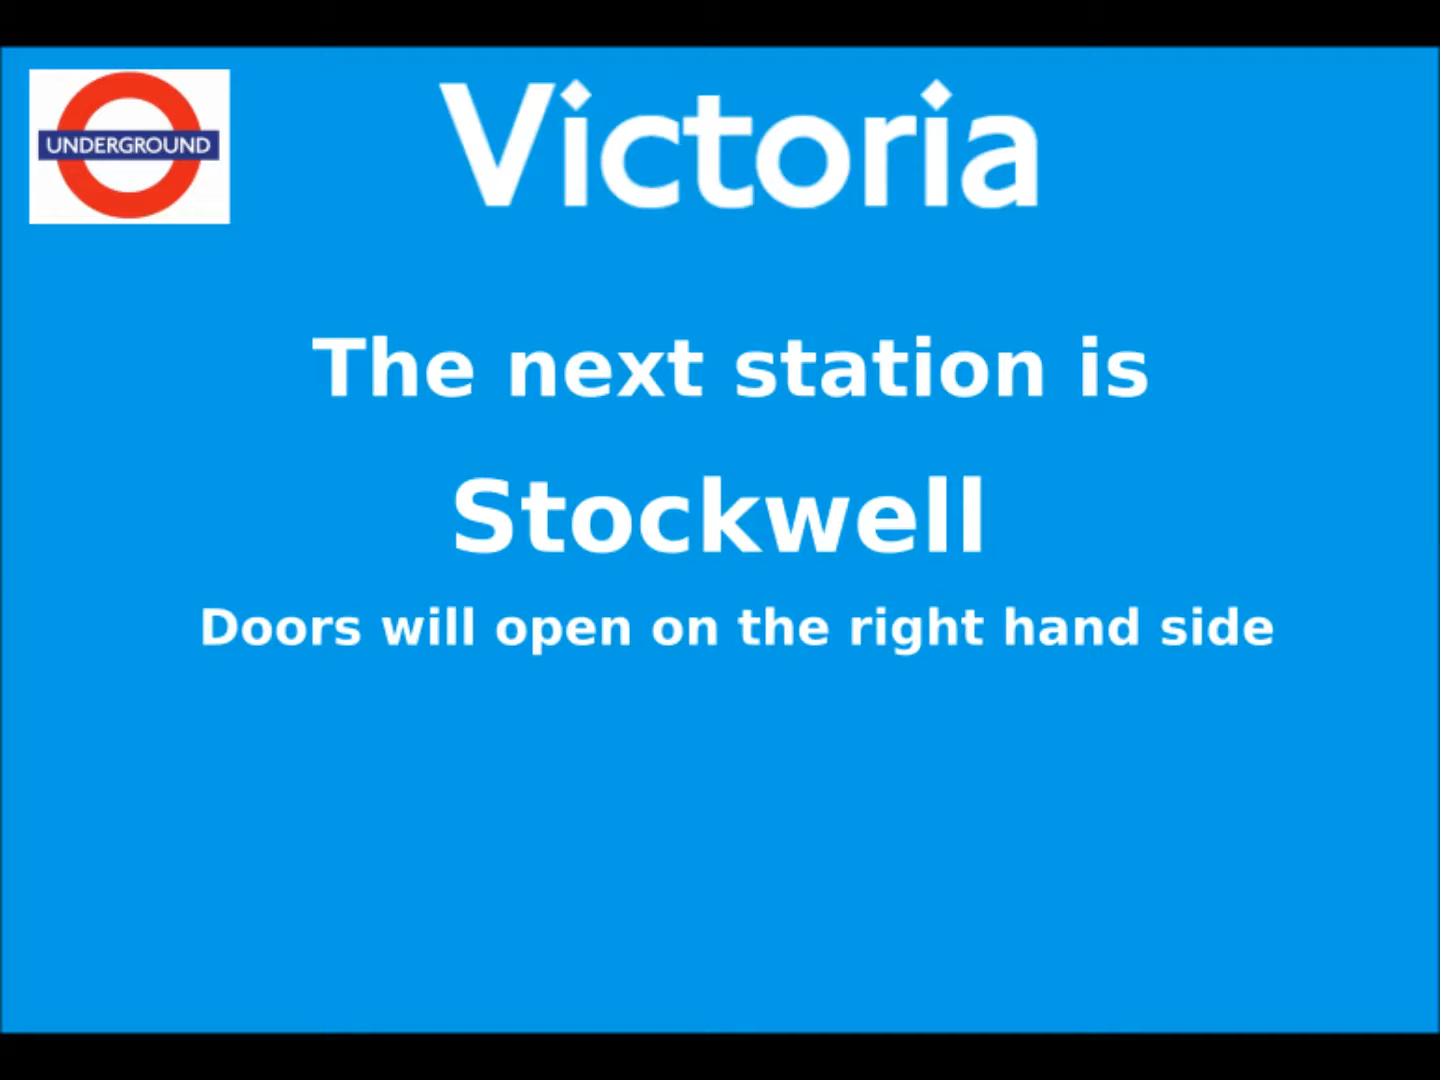 UNDERGROUND
Victoria
The next station is
Stockwell
Doors will open on the right hand side